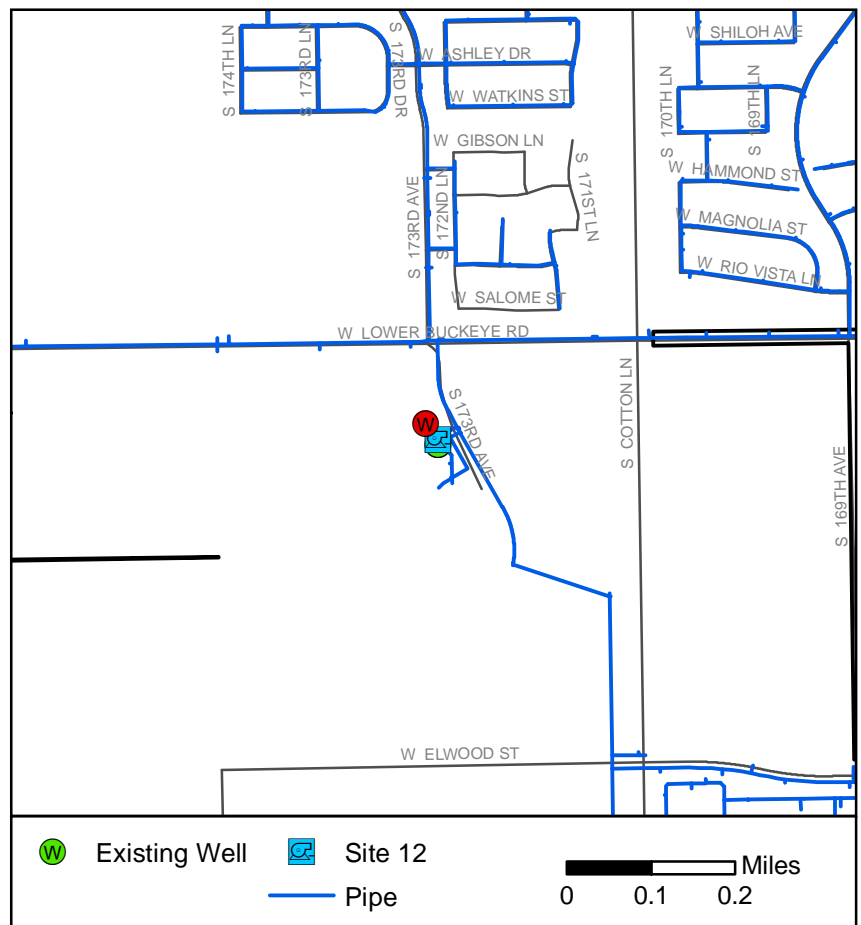 S 174TH LN
S 173RD LN
S 173RD DR
W ASHLEY DR
W WATKINS ST
W SHILOH AVE
S 170TH LN
S 169TH LN
W GIBSON LN
S 171ST LN
S 173RD AVE
S 172ND LN
W HAMMOND ST
W MAGNOLIA ST
W RIO VISTA LN
W SALOME ST
W LOWER BUCKEYE RD
S 173RD AVE
S COTTON LN
S 169TH AVE
W
W ELWOOD ST
W Existing Well
Site 12
Pipe
Miles
0 0.1 0.2